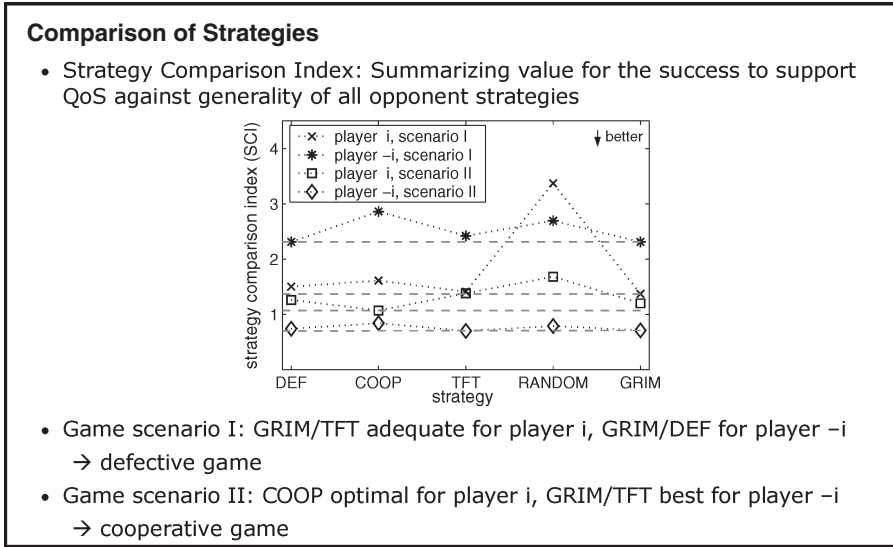 Comparison of Strategies
• Strategy Comparison Index: Summarizing value for the success to support
QoS against generality of all opponent strategies
strategy comparison index (SCI)
4
3
2
1
player i, scenario I
player –i, scenario I
player i, scenario II
player –i, scenario II
better
DEF COOP TFT RANDOM GRIM
strategy
• Game scenario I: GRIM/TFT adequate for player i, GRIM/DEF for player –i
→ defective game
• Game scenario II: COOP optimal for player i, GRIM/TFT best for player –i
→ cooperative game